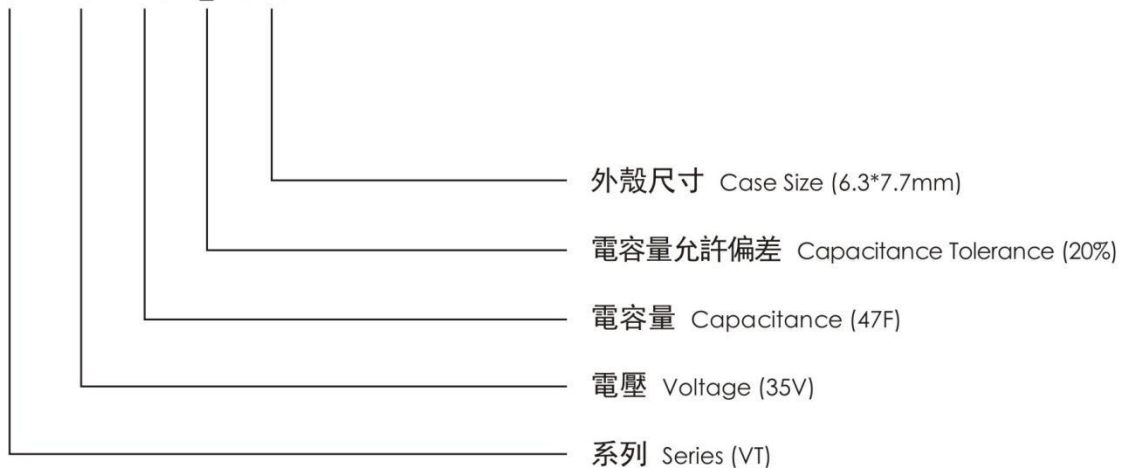 外殼尺寸 Case Size (6.3*7.7mm)
電容量允許偏差 Capacitance Tolerance (20%)
電容量 Capacitance (47F)
電壓 Voltage (35V)
系列 Series (VT)